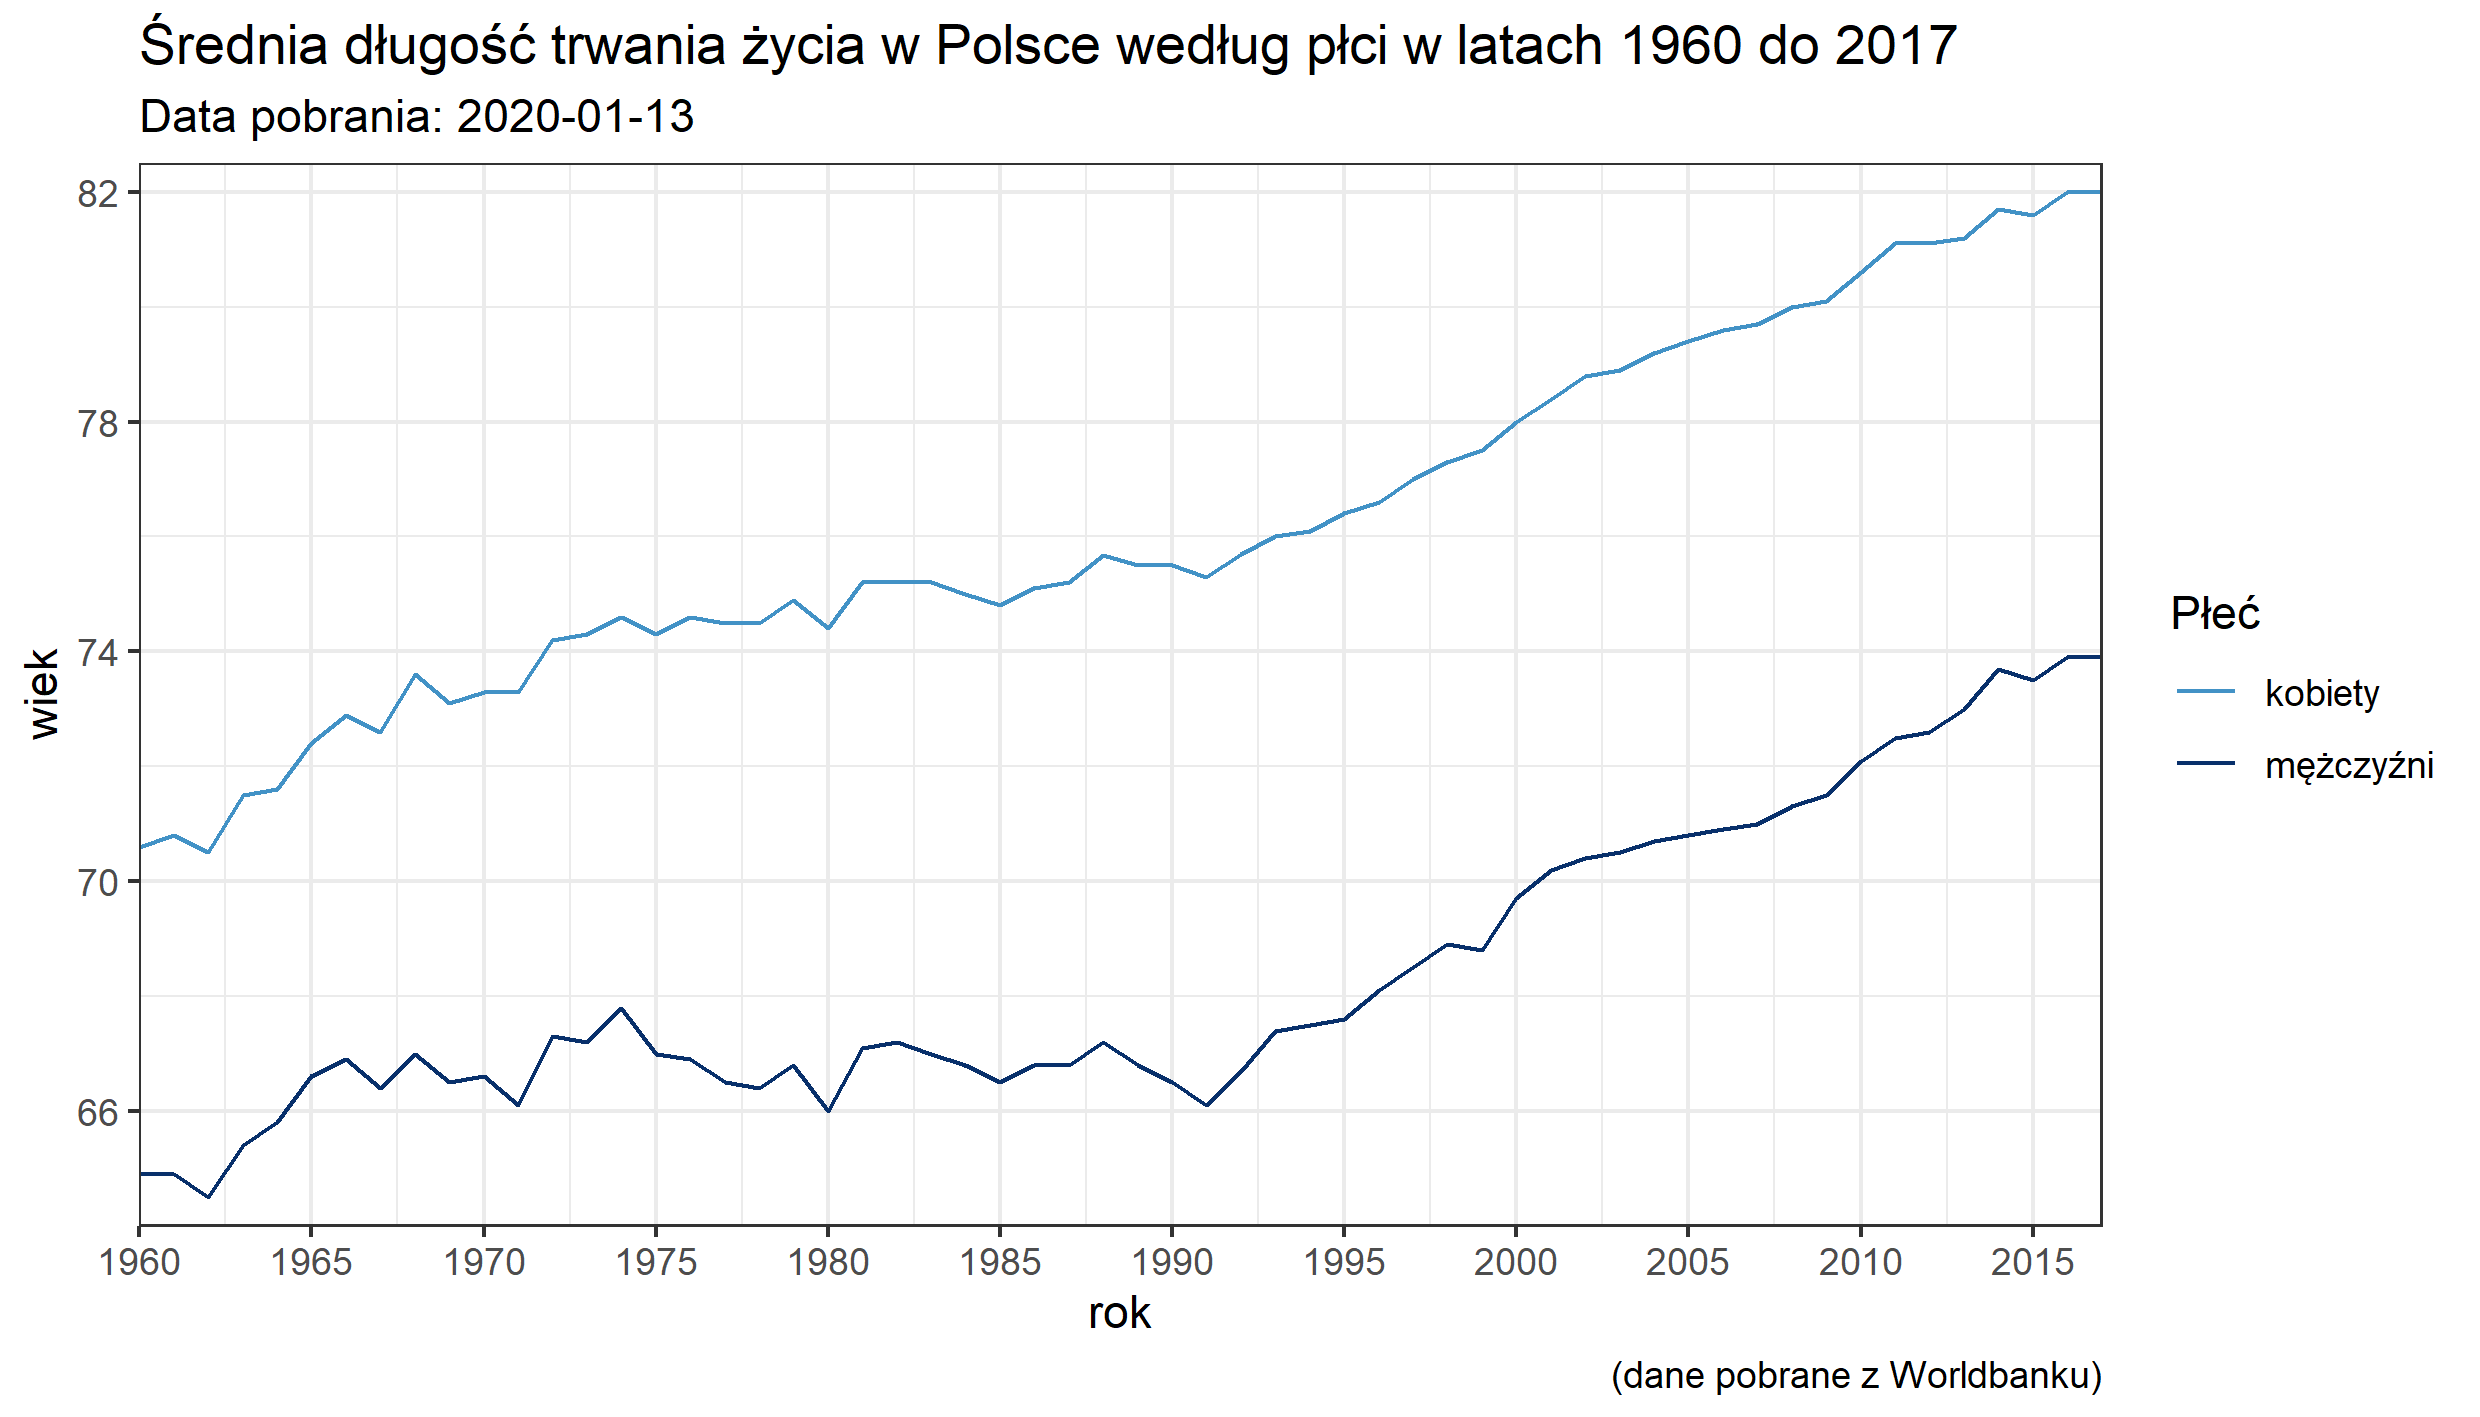 Średnia długość trwania życia w Polsce według płci w latach 1960 do 2017
Data pobrania: 2020-01-13
82
78
74
70
66
wiek
1960 1965 1970 1975 1980 1985 1990 1995 2000 2005 2010 2015
rok
Płeć
kobiety
mężczyźni
(dane pobrane z Worldbanku)